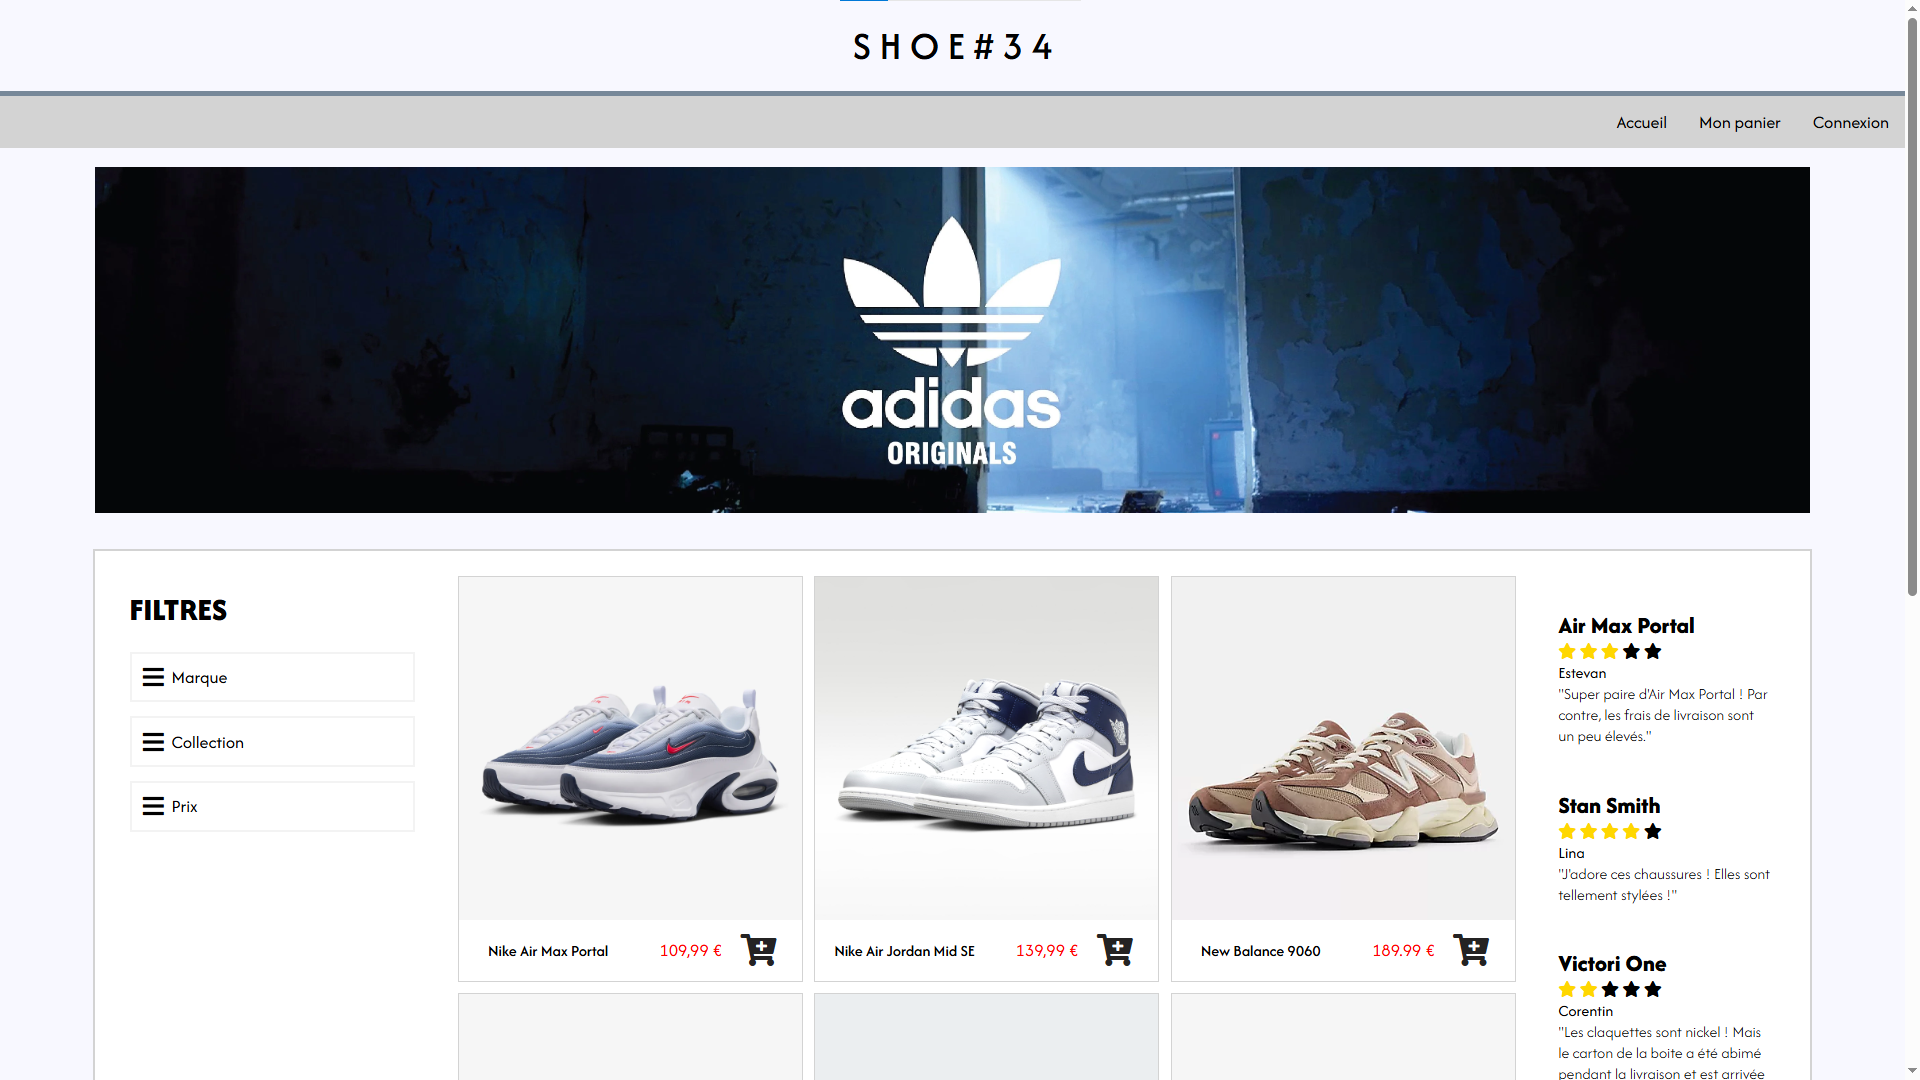 SHOE#34
Accueil
Mon panier
Connexion
adidas
ORIGINALS
FILTRES
Marque
Collection
Prix
Nike Air Max Portal
109,99 €
Nike Air Jordan Mid SE
139,99 €
New Balance 9060
189.99 €
Air Max Portal
Estevan
"Super paire d'Air Max Portal ! Par
contre, les frais de livraison sont
un peu élevés."
Stan Smith
Lina
"J'adore ces chaussures ! Elles sont
tellement stylées !"
Victori One
Corentin
"Les claquettes sont nickel ! Mais
le carton de la boite a été abimé
pendant la livraison et est arrivée